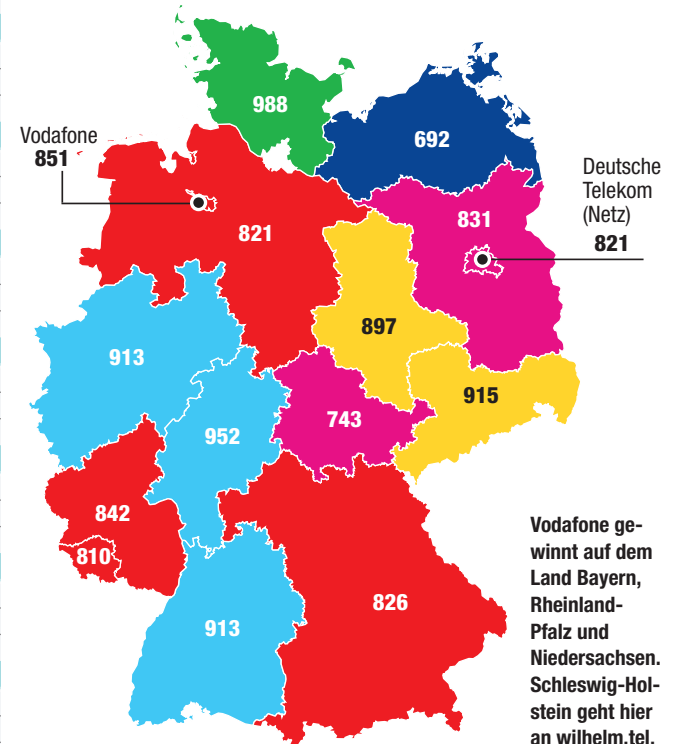 988
692
Vodafone
851
Deutsche
Telekom
(Netz)
821
831
821
897
913
915
743
952
842
810
826
913
Vodafone ge-
winnt auf dem
Land Bayern,
Rheinland-
Pfalz und
Niedersachsen.
Schleswig-Hol-
stein geht hier
an wilhelm.tel.